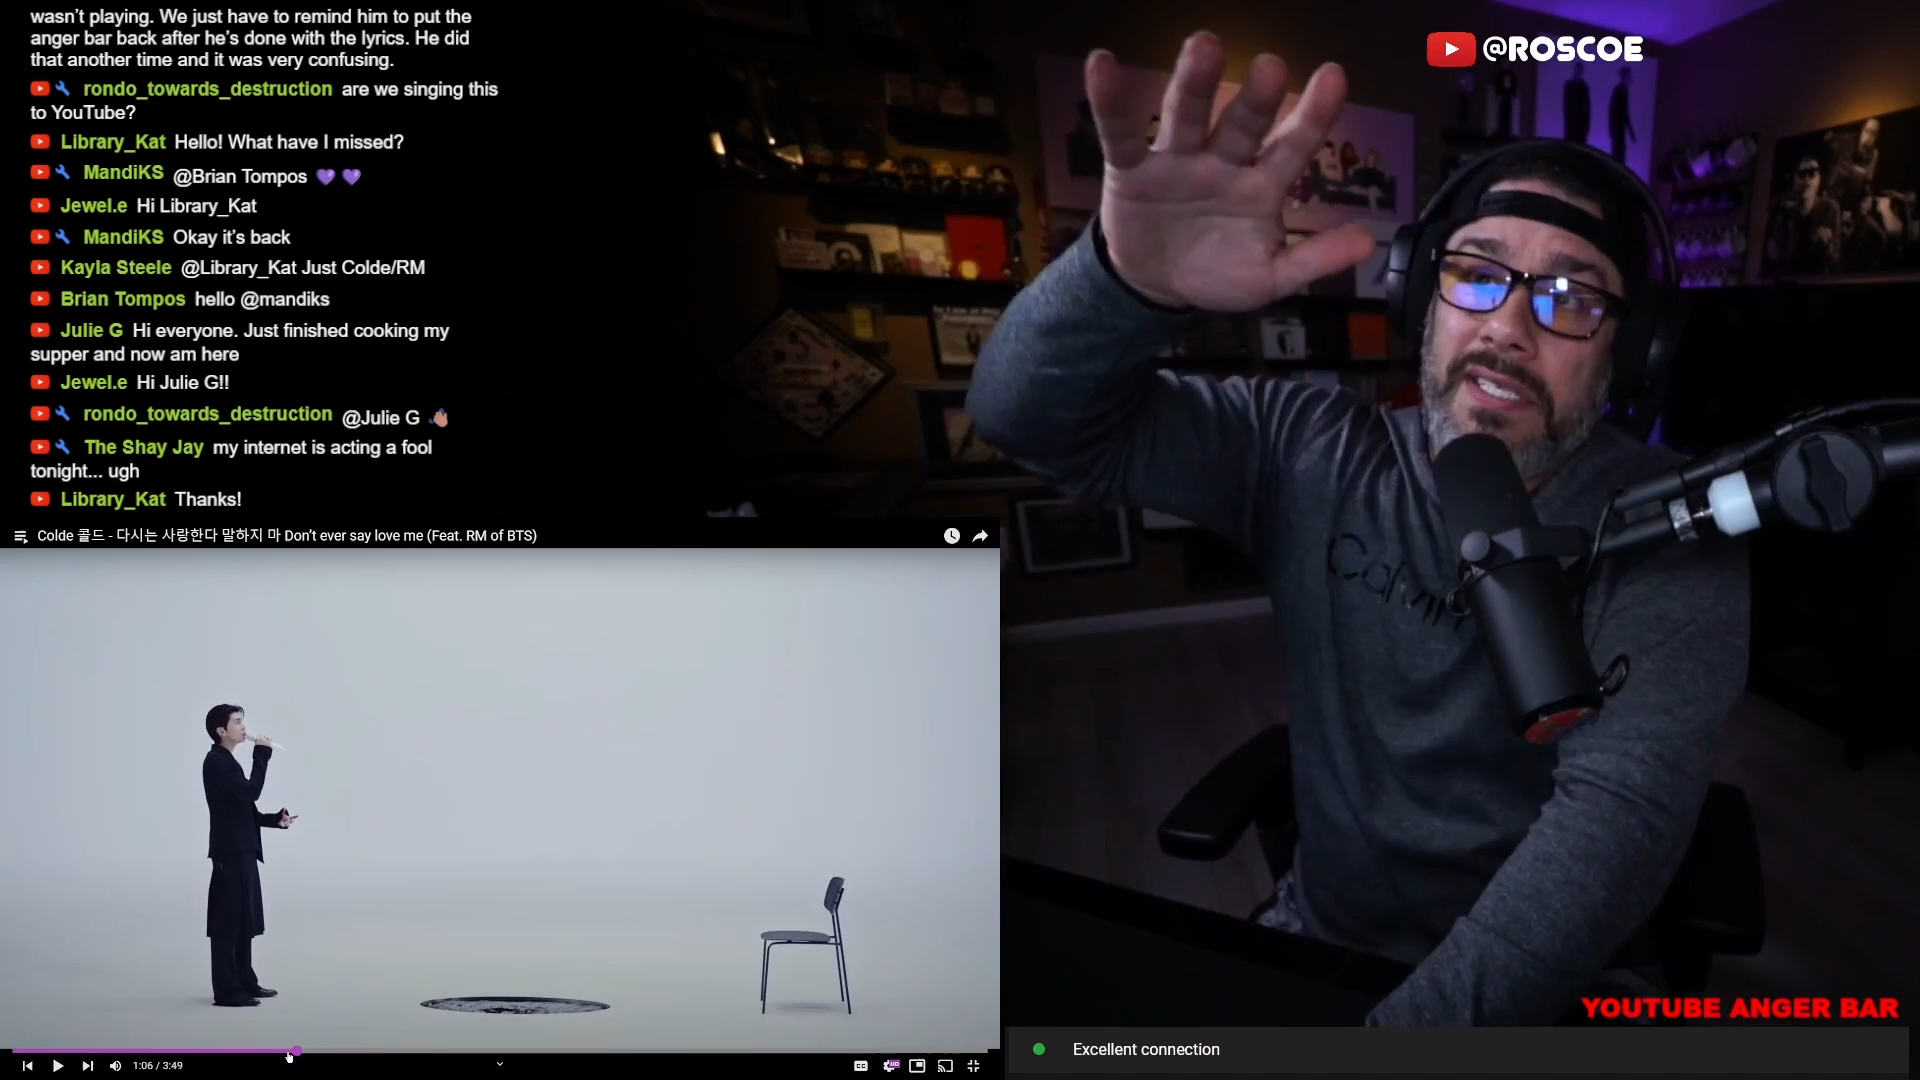 wasn't playing. We just have to remind him to put the
anger bar back after he's done with the lyrics. He did
that another time and it was very confusing.
rondo_towards_destruction are we singing this
to YouTube?
Library_Kat Hello! What have I missed?
MandiKS @Brian Tompos 💜 💜
Jewel.e Hi Library_Kat
MandiKS Okay it's back
Kayla Steele @Library_Kat Just Colde/RM
Brian Tompos hello @mandiks
Julie G Hi everyone. Just finished cooking my
supper and now am here
Jewel.e Hi Julie G!!
rondo_towards_destruction @Julie G 👋🏽
The Shay Jay my internet is acting a fool
tonight... ugh
Library_Kat Thanks!
@ROSCOE
Colde 콜드 - 다시는 사랑한다 말하지 마 Don't ever say love me (Feat. RM of BTS)
Calvin
1:06 / 3:49
CC
HD
YOUTUBE ANGER BAR
Excellent connection